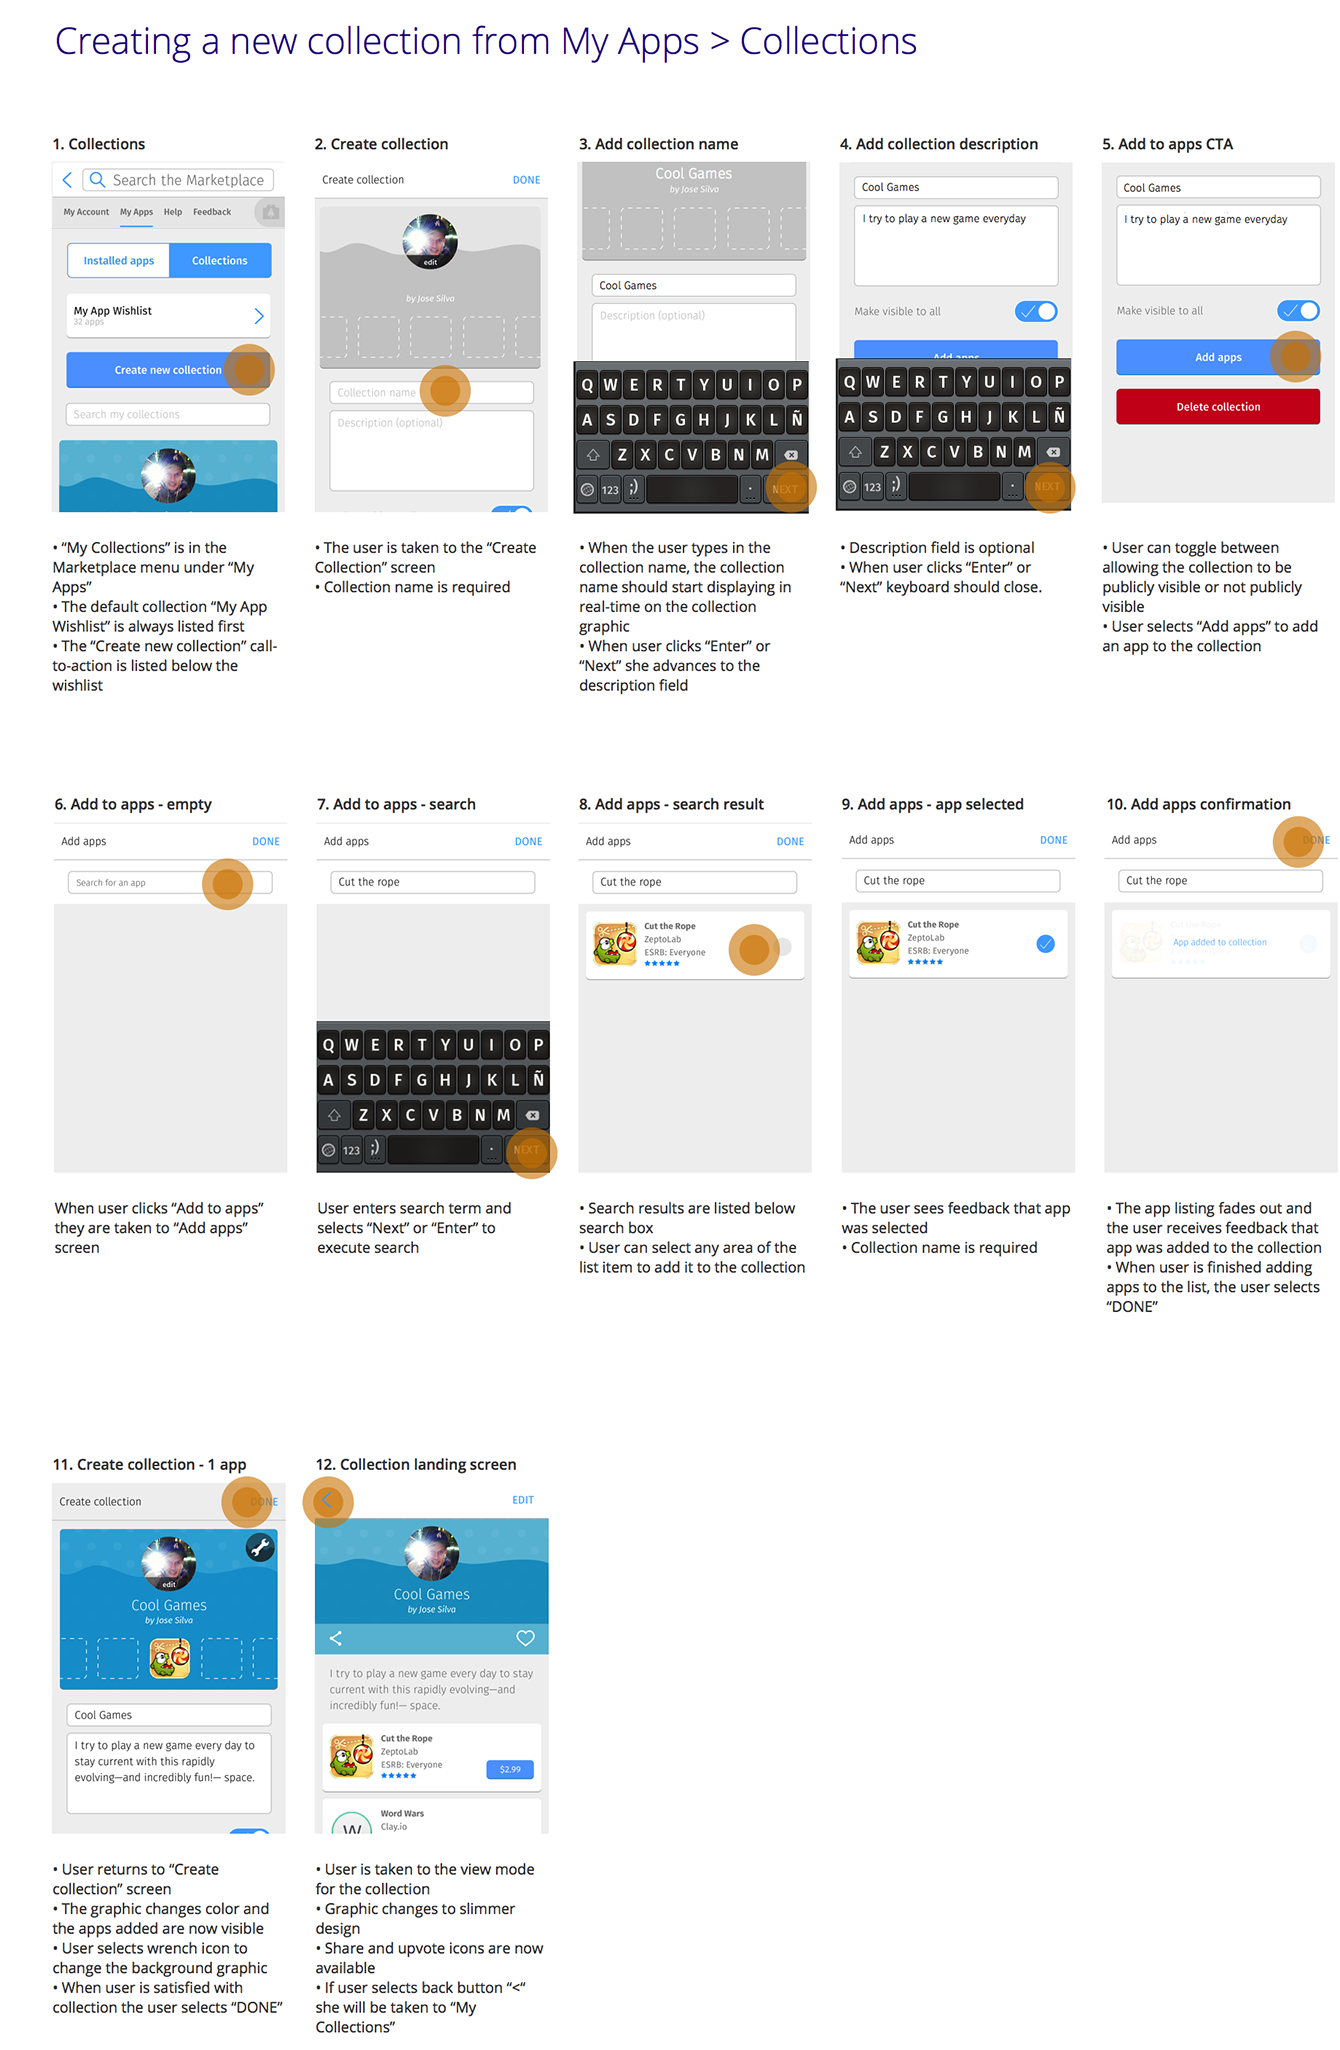 Creating a new collection from My Apps > Collections
1. Collections
Search the Marketplace
My Account My Apps Help Feedback
Installed apps Collections
My App Wishlist
32 apps
Create new collection
Search my collections
• “My Collections” is in the
Marketplace menu under “My
Apps”
• The default collection “My App
Wishlist” is always listed first
• The “Create new collection” call-
to-action is listed below the
wishlist
2. Create collection
Create collection DONE
edit
by Jose Silva
Collection name
Description (optional)
• The user is taken to the “Create
Collection” screen
• Collection name is required
3. Add collection name
Cool Games
by Jose Silva
Cool Games
Description (optional)
Q W E R T Y U I O P
A S D F G H J K L Ñ
Z X C V B N M
123 ;) . NEXT
• When the user types in the
collection name, the collection
name should start displaying in
real-time on the collection
graphic
• When user clicks “Enter” or
“Next” she advances to the
description field
4. Add collection description
Cool Games
I try to play a new game everyday
Make visible to all
Add apps
Q W E R T Y U I O P
A S D F G H J K L Ñ
Z X C V B N M
123 ;) . NEXT
• Description field is optional
• When user clicks “Enter” or
“Next” keyboard should close.
5. Add to apps CTA
Cool Games
I try to play a new game everyday
Make visible to all
Add apps
Delete collection
• User can toggle between
allowing the collection to be
publicly visible or not publicly
visible
• User selects “Add apps” to add
an app to the collection
6. Add to apps - empty
Add apps DONE
Search for an app
When user clicks “Add to apps”
they are taken to “Add apps”
screen
7. Add to apps - search
Add apps DONE
Cut the rope
Q W E R T Y U I O P
A S D F G H J K L Ñ
Z X C V B N M
123 ;) . NEXT
User enters search term and
selects “Next” or “Enter” to
execute search
8. Add apps - search result
Add apps DONE
Cut the rope
Cut the Rope
ZeptoLab
ESRB: Everyone
• Search results are listed below
search box
• User can select any area of the
list item to add it to the collection
9. Add apps - app selected
Add apps DONE
Cut the rope
Cut the Rope
ZeptoLab
ESRB: Everyone
• The user sees feedback that app
was selected
• Collection name is required
10. Add apps confirmation
Add apps DONE
Cut the rope
Cut the Rope
App added to collection
• The app listing fades out and
the user receives feedback that
app was added to the collection
• When user is finished adding
apps to the list, the user selects
“DONE”
11. Create collection - 1 app
Create collection DONE
edit
Cool Games
by Jose Silva
Cool Games
I try to play a new game every day to
stay current with this rapidly
evolving—and incredibly fun!— space.
• User returns to “Create
collection” screen
• The graphic changes color and
the apps added are now visible
• User selects wrench icon to
change the background graphic
• When user is satisfied with
collection the user selects “DONE”
12. Collection landing screen
EDIT
Cool Games
by Jose Silva
I try to play a new game every day to stay
current with this rapidly evolving—and
incredibly fun!— space.
Cut the Rope
ZeptoLab
ESRB: Everyone
$2.99
Word Wars
Clay.io
W
• User is taken to the view mode
for the collection
• Graphic changes to slimmer
design
• Share and upvote icons are now
available
• If user selects back button “<“
she will be taken to “My
Collections”